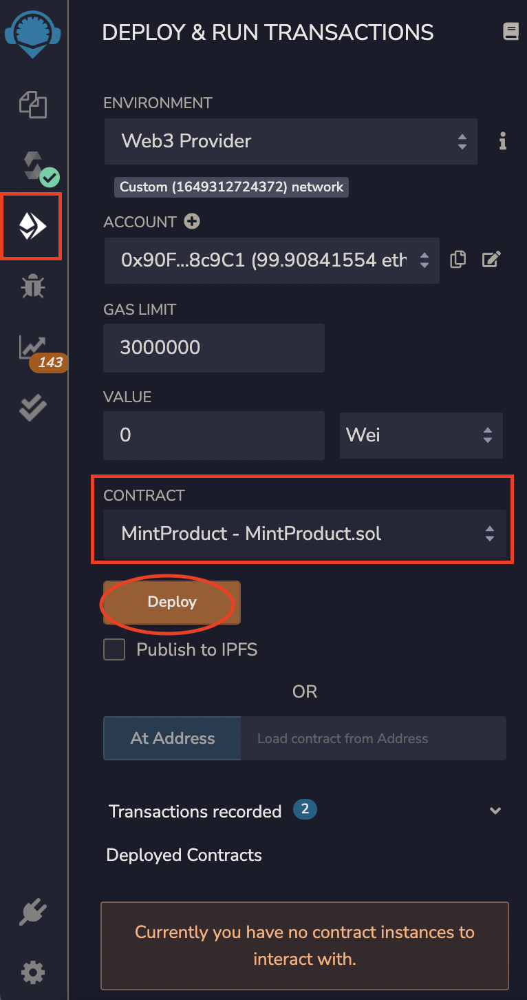 DEPLOY & RUN TRANSACTIONS
ENVIRONMENT
Web3 Provider
Custom (1649312724372) network
ACCOUNT
0x90F...8c9C1 (99.90841554 eth
GAS LIMIT
3000000
143
VALUE
0
Wei
CONTRACT
MintProduct - MintProduct.sol
Deploy
Publish to IPFS
OR
At Address
Load contract from Address
Transactions recorded 2
Deployed Contracts
Currently you have no contract instances to
interact with.